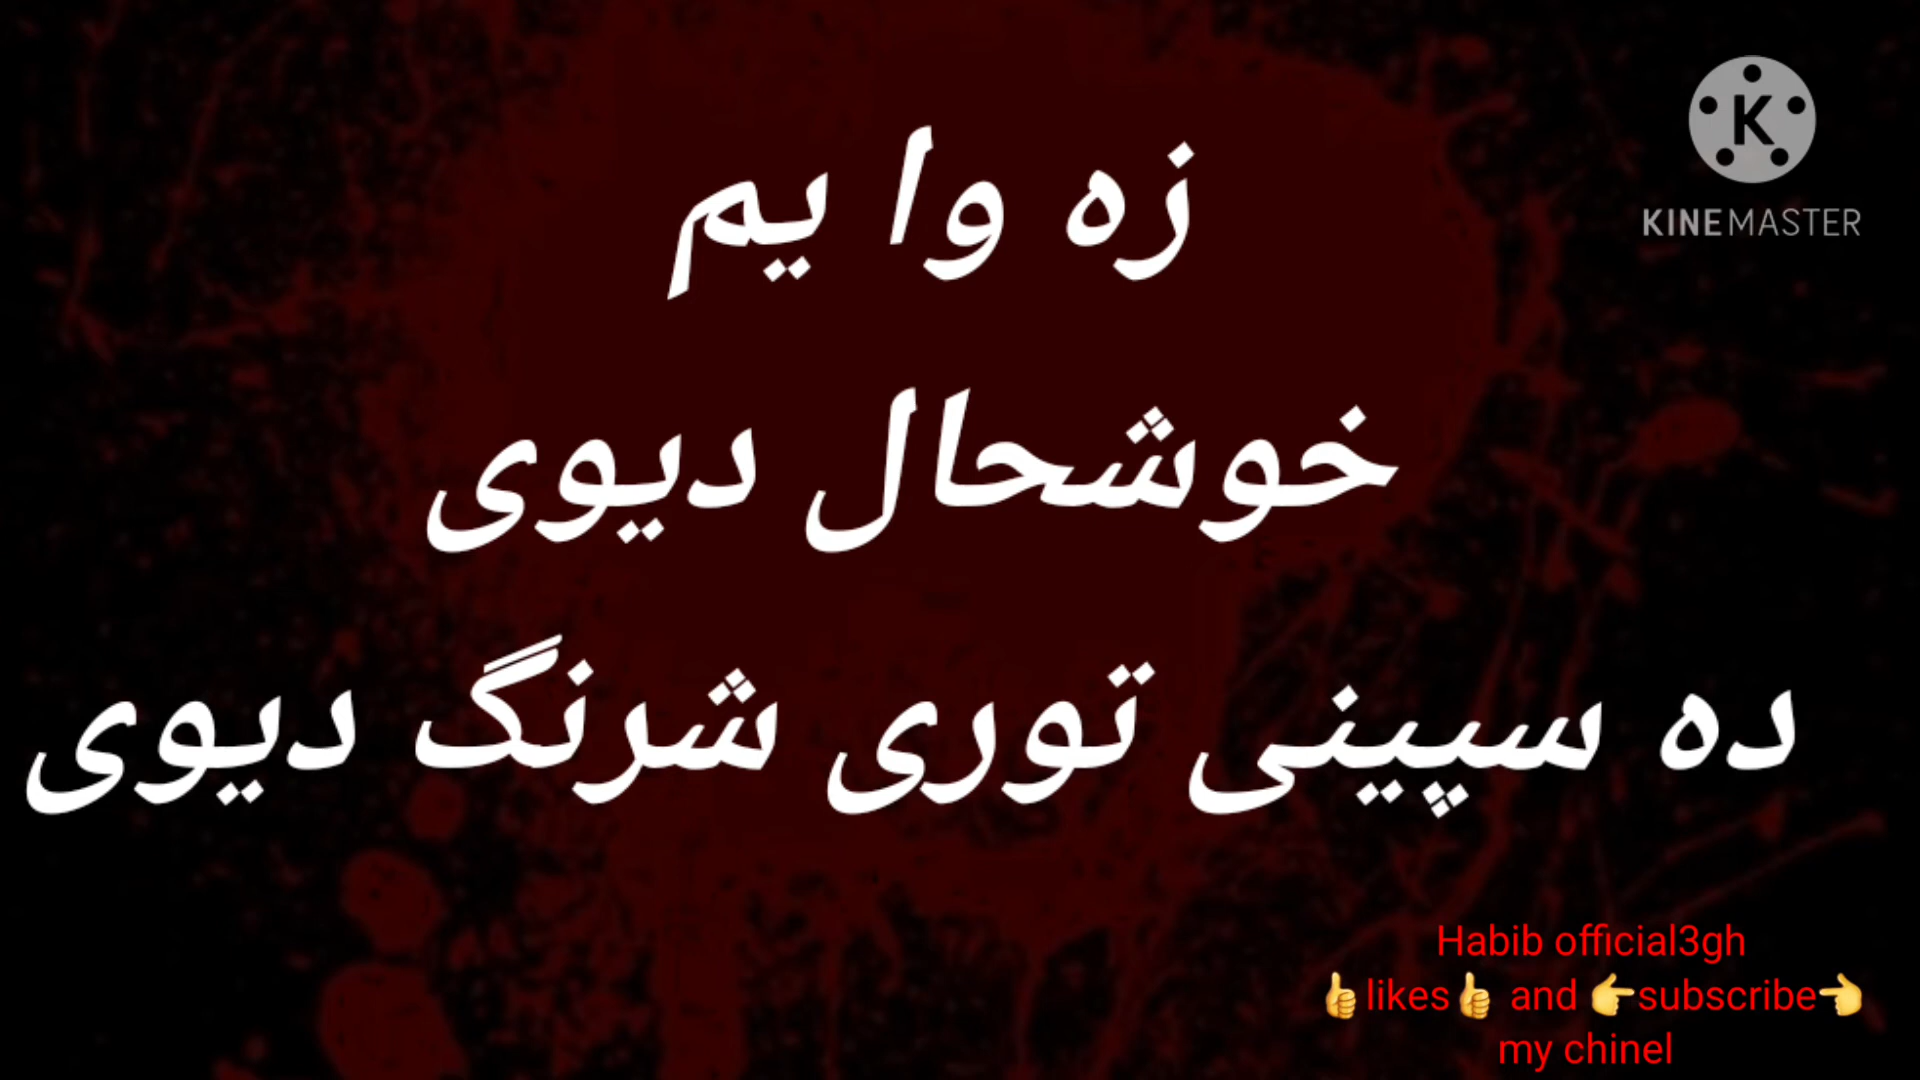 زه وا یم
خوشحال دیوی
ده سپینی توری شرنگ دیوی
KINEMASTER
Habib official3gh
👍likes👍 and 👉subscribe👈
my chinel